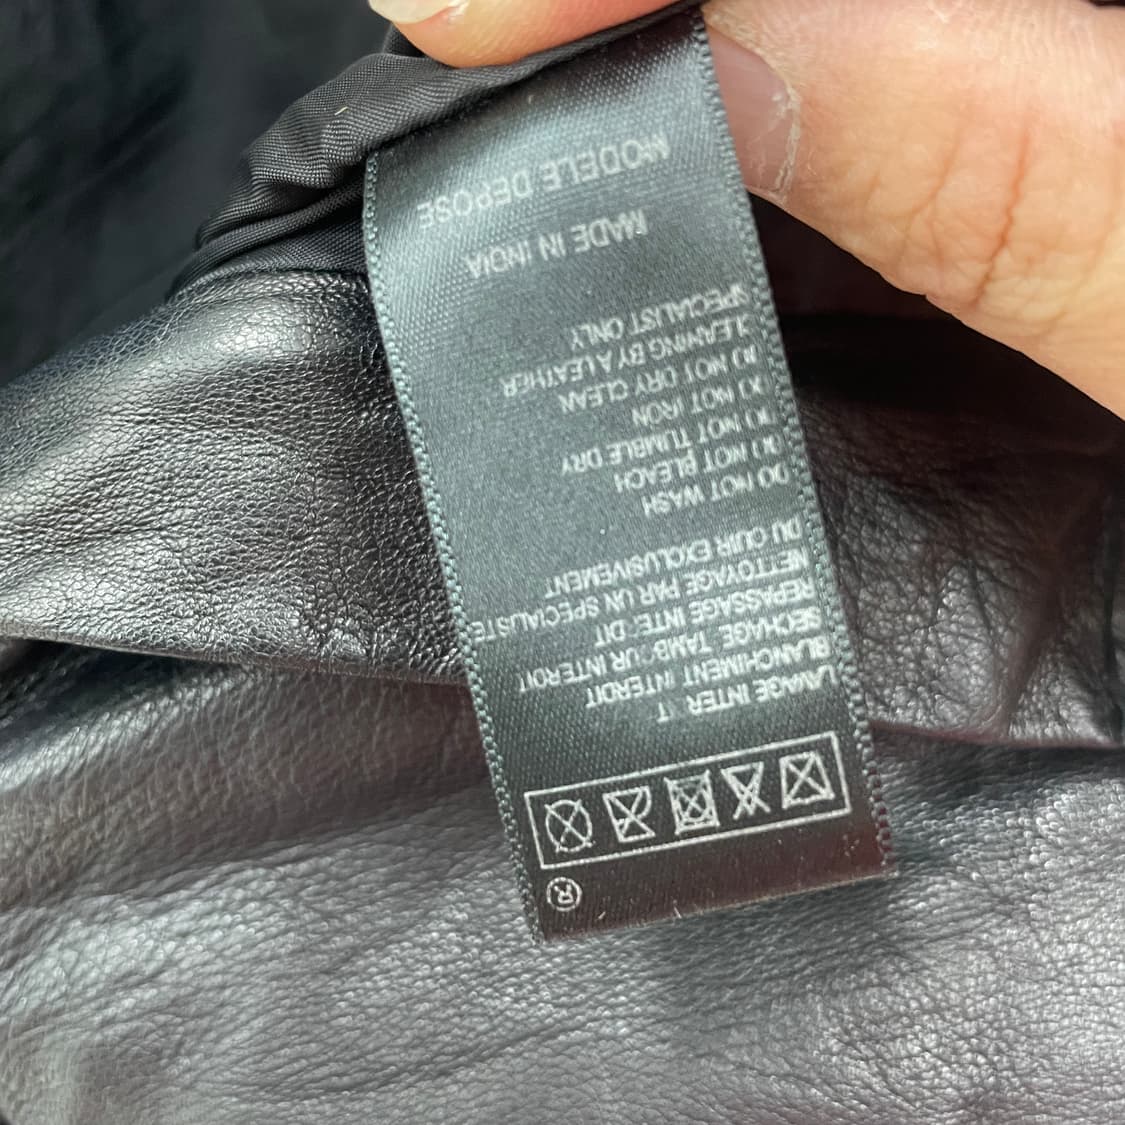 ®
LAVAGE INTERDIT
BLANCHIMENT INTERDIT
SECHAGE TAMBOUR INTERDIT
REPASSAGE INTERDIT
NETTOYAGE PAR UN SPECIALISTE
DU CUIR EXCLUSIVEMENT
DO NOT WASH
DO NOT BLEACH
DO NOT TUMBLE DRY
DO NOT IRON
DO NOT DRY CLEAN
CLEANING BY A LEATHER
SPECIALIST ONLY
MADE IN INDIA
MODELE DEPOSE